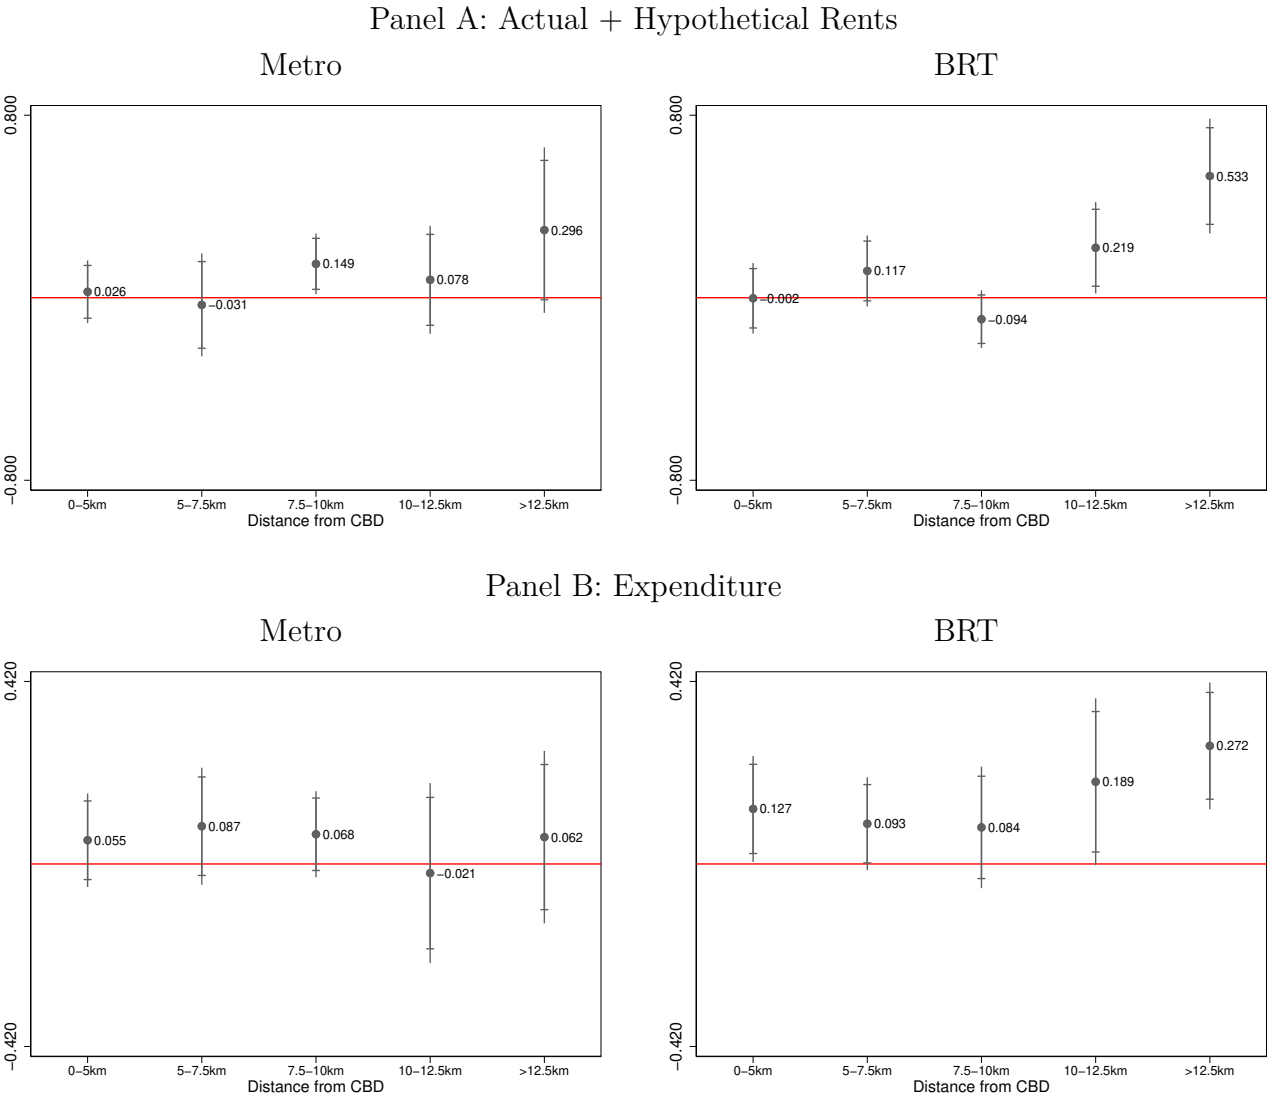 Panel A: Actual + Hypothetical Rents
Metro
0.800
−0.800
0.026
−0.031
0.149
0.078
0.296
0−5km
5−7.5km
7.5−10km
10−12.5km
>12.5km
Distance from CBD
BRT
0.800
−0.800
−0.002
0.117
−0.094
0.219
0.533
0−5km
5−7.5km
7.5−10km
10−12.5km
>12.5km
Distance from CBD
Panel B: Expenditure
Metro
0.420
−0.420
0.055
0.087
0.068
−0.021
0.062
0−5km
5−7.5km
7.5−10km
10−12.5km
>12.5km
Distance from CBD
BRT
0.420
−0.420
0.127
0.093
0.084
0.189
0.272
0−5km
5−7.5km
7.5−10km
10−12.5km
>12.5km
Distance from CBD